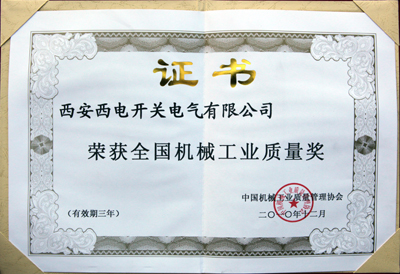 证书
西安西电开关电气有限公司
荣获全国机械工业质量奖
中国机械工业质量管理协会
（有效期三年）
二〇一〇年十二月